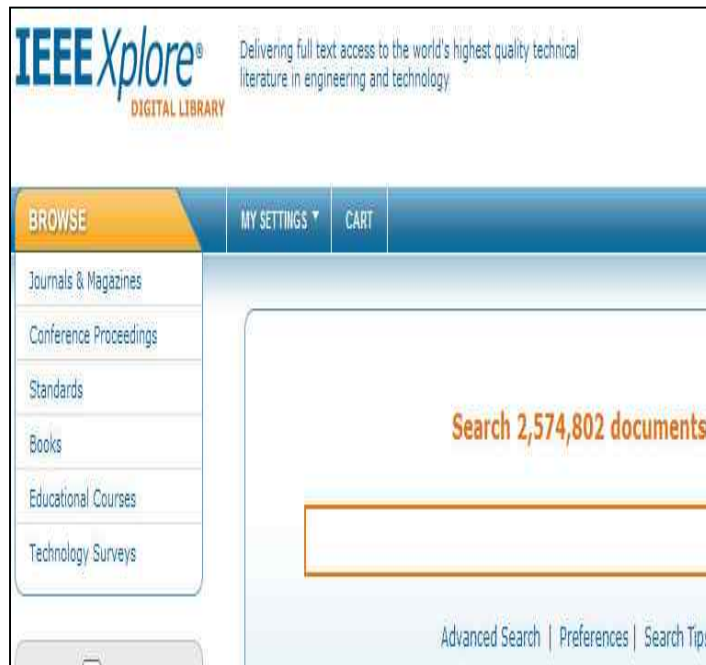 IEEE Xplore®
DIGITAL LIBRARY
Delivering full text access to the world's highest quality technical
literature in engineering and technology
BROWSE
MY SETTINGS ▼
CART
Journals & Magazines
Conference Proceedings
Standards
Books
Educational Courses
Technology Surveys
Search 2,574,802 documents
Advanced Search | Preferences | Search Tips